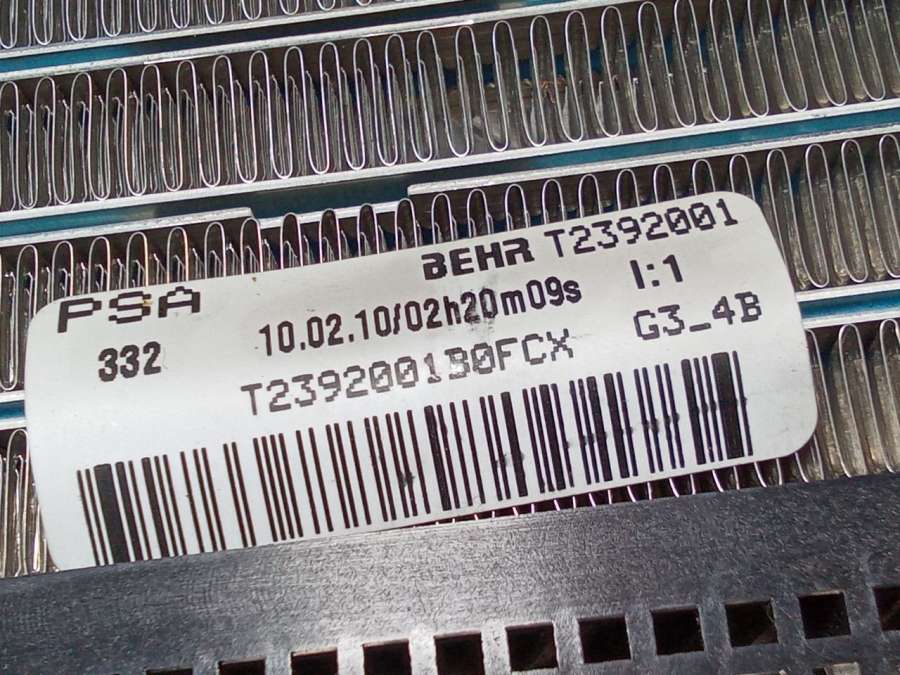 PSA BEHR T2392001
332 10.02.10/02h20m09s I:1
T2392001B0FCX G3_4B